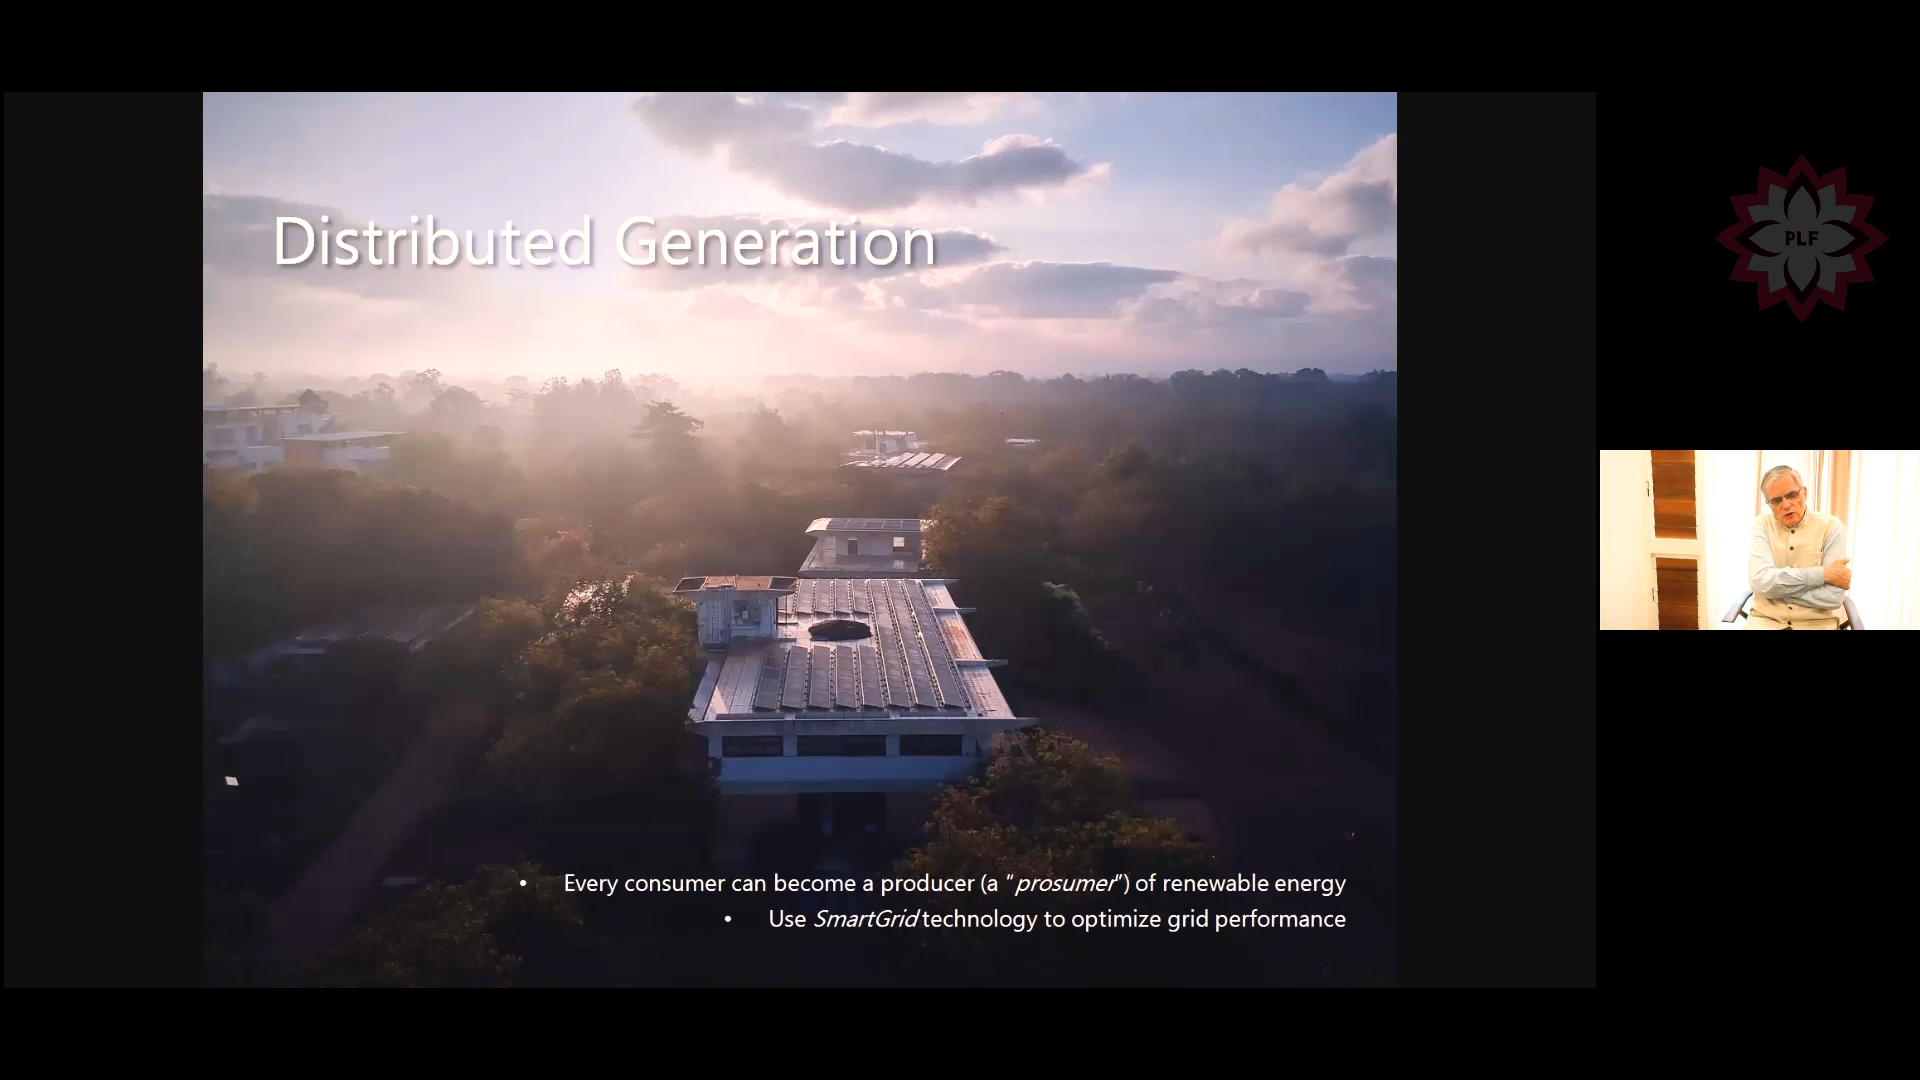 Distributed Generation
PLF
• Every consumer can become a producer (a "prosumer") of renewable energy
• Use SmartGrid technology to optimize grid performance